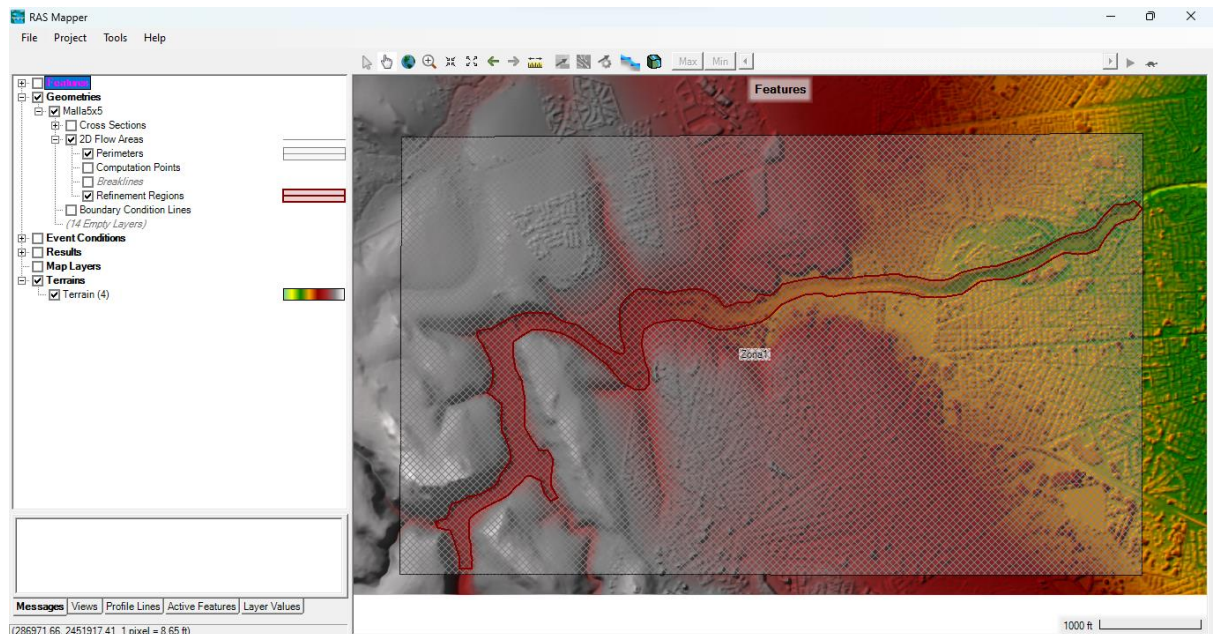 RAS Mapper
File Project Tools Help
Max Min
Features
Geometries
Malla5x5
Cross Sections
2D Flow Areas
Perimeters
Computation Points
Breaklines
Refinement Regions
Boundary Condition Lines
(14 Empty Layers)
Event Conditions
Results
Map Layers
Terrains
Terrain (4)
Features
Zona1
Messages Views Profile Lines Active Features Layer Values
1000 ft
(286971.66, 2451917.41 1 pixel = 8.65 ft)